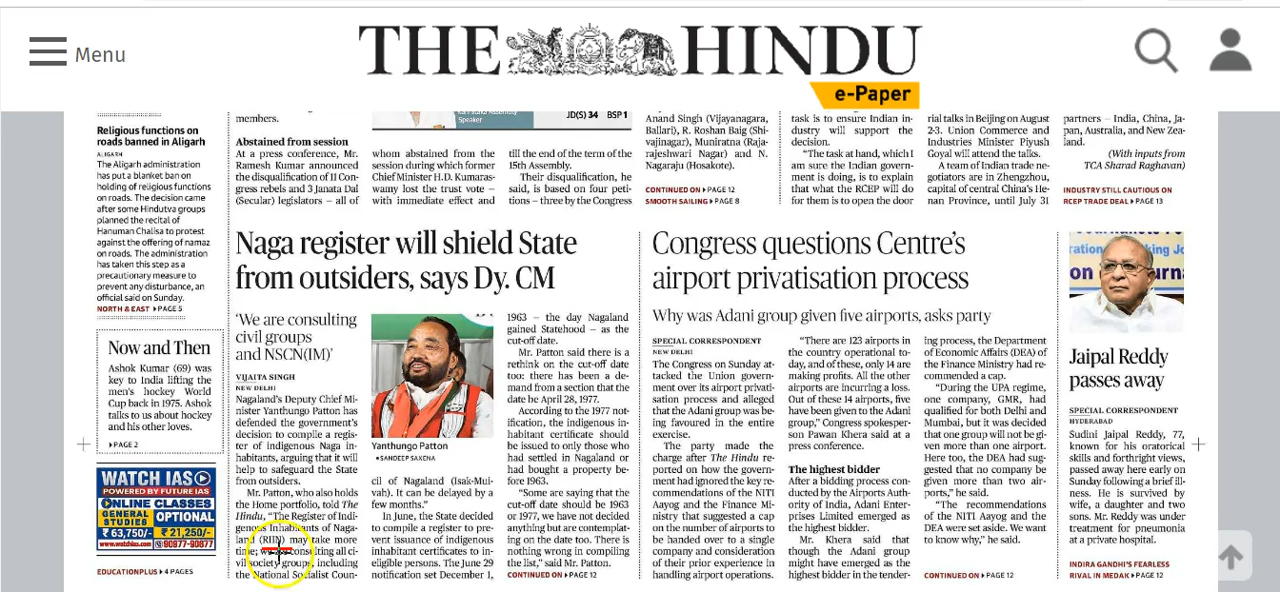 Menu
THE HINDU
e-Paper
Religious functions on
roads banned in Aligarh
ALIGARH
The Aligarh administration
has put a blanket ban on
holding of religious functions
on roads. The decision came
after some Hindutva groups
planned the recital of
Hanuman Chalisa to protest
against the offering of namaz
on roads. The administration
has taken this step as a
precautionary measure to
prevent any disturbance, an
official said on Sunday.
NORTH & EAST PAGE 5
Now and Then
Ashok Kumar (69) was
key to India lifting the
men's hockey World
Cup back in 1975. Ashok
talks to us about hockey
and his other loves.
PAGE 2
WATCH IAS
POWERED BY FUTURE IAS
ONLINE CLASSES
GENERAL STUDIES OPTIONAL
₹ 63,750/- ₹ 21,250/-
www.watchias.com 90877-90877
EDUCATIONPLUS 4 PAGES
members.
Abstained from session
At a press conference, Mr.
Ramesh Kumar announced
the disqualification of 11 Con-
gress rebels and 3 Janata Dal
(Secular) legislators – all of
Speaker
JD(S) 34 BSP 1
whom abstained from the
session during which former
Chief Minister H.D. Kumaras-
wamy lost the trust vote –
with immediate effect and
till the end of the term of the
15th Assembly.
Their disqualification, he
said, is based on four peti-
tions – three by the Congress
Anand Singh (Vijayanagara,
Ballari), R. Roshan Baig (Shi-
vajinagar), Muniratna (Raja-
rajeshwari Nagar) and N.
Nagaraju (Hosakote).
CONTINUED ON PAGE 12
SMOOTH SAILING PAGE 8
task is to ensure Indian in-
dustry will support the
decision.
"The task at hand, which I
am sure the Indian govern-
ment is doing, is to explain
that what the RCEP will do
for them is to open the door
rial talks in Beijing on August
2-3. Union Commerce and
Industries Minister Piyush
Goyal will attend the talks.
A team of Indian trade ne-
gotiators are in Zhengzhou,
capital of central China's He-
nan Province, until July 31
partners – India, China, Ja-
pan, Australia, and New Zea-
land.
(With inputs from
TCA Sharad Raghavan)
INDUSTRY STILL CAUTIOUS ON
RCEP TRADE DEAL PAGE 13
Naga register will shield State
from outsiders, says Dy. CM
'We are consulting
civil groups
and NSCN(IM)'
VIJAITA SINGH
NEW DELHI
Nagaland's Deputy Chief Mi-
nister Yanthungo Patton has
defended the government's
decision to compile a regis-
ter of indigenous Naga in-
habitants, arguing that it will
help to safeguard the State
from outsiders.
Mr. Patton, who also holds
the Home portfolio, told The
Hindu, "The Register of Indi-
genous Inhabitants of Naga-
land (RIIN) may take more
time; we are consulting all ci-
vil society groups, including
the National Socialist Coun-
Yanthungo Patton
SANDEEP SAXENA
cil of Nagaland (Isak-Mui-
vah). It can be delayed by a
few months."
In June, the State decided
to compile a register to pre-
vent issuance of indigenous
inhabitant certificates to in-
eligible persons. The June 29
notification set December 1,
1963 – the day Nagaland
gained Statehood – as the
cut-off date.
Mr. Patton said there is a
rethink on the cut-off date
too: there has been a de-
mand from a section that the
date be April 28, 1977.
According to the 1977 not-
ification, the indigenous in-
habitant certificate should
be issued to only those who
had settled in Nagaland or
had bought a property be-
fore 1963.
"Some are saying that the
cut-off date should be 1963
or 1977, we have not decided
anything but are contemplat-
ing on the date too. There is
nothing wrong in compiling
the list," said Mr. Patton.
CONTINUED ON PAGE 12
Congress questions Centre's
airport privatisation process
Why was Adani group given five airports, asks party
SPECIAL CORRESPONDENT
NEW DELHI
The Congress on Sunday at-
tacked the Union govern-
ment over its airport privati-
sation process and alleged
that the Adani group was be-
ing favoured in the entire
exercise.
The party made the
charge after The Hindu re-
ported on how the govern-
ment had ignored the key re-
commendations of the NITI
Aayog and the Finance
Ministry that suggested a cap
on the number of airports to
be handed over to a single
company and consideration
of their prior experience in
handling airport operations.
"There are 123 airports in
the country operational to-
day, and of these, only 14 are
making profits. All the other
airports are incurring a loss.
Out of these 14 airports, five
have been given to the Adani
group," Congress spokesper-
son Pawan Khera said at a
press conference.
The highest bidder
After a bidding process con-
ducted by the Airports Auth-
ority of India, Adani Enter-
prises Limited emerged as
the highest bidder.
Mr. Khera said that
though the Adani group
might have emerged as the
highest bidder in the tender-
ing process, the Department
of Economic Affairs (DEA) of
the Finance Ministry had re-
commended a cap.
"During the UPA regime,
one company, GMR, had
qualified for both Delhi and
Mumbai, but it was decided
that one group will not be gi-
ven more than one airport.
Here too, the DEA had sug-
gested that no company be
given more than two air-
ports," he said.
"The recommendations
of the NITI Aayog and the
DEA were set aside. We want
to know why," he said.
CONTINUED ON PAGE 12
Jaipal Reddy
passes away
SPECIAL CORRESPONDENT
HYDERABAD
Sudini Jaipal Reddy, 77,
known for his oratorical
skills and forthright views,
passed away here early on
Sunday following a brief ill-
ness. He is survived by
wife, a daughter and two
sons. Mr. Reddy was under
treatment for pneumonia
at a private hospital.
INDIRA GANDHI'S FEARLESS
RIVAL IN MEDAK PAGE 12